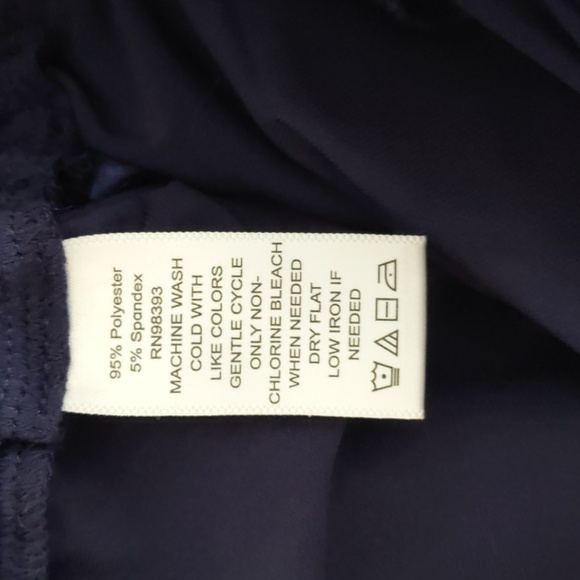 95% Polyester
5% Spandex
RN98393
MACHINE WASH
COLD WITH
LIKE COLORS
GENTLE CYCLE
ONLY NON-
CHLORINE BLEACH
WHEN NEEDED
DRY FLAT
LOW IRON IF
NEEDED